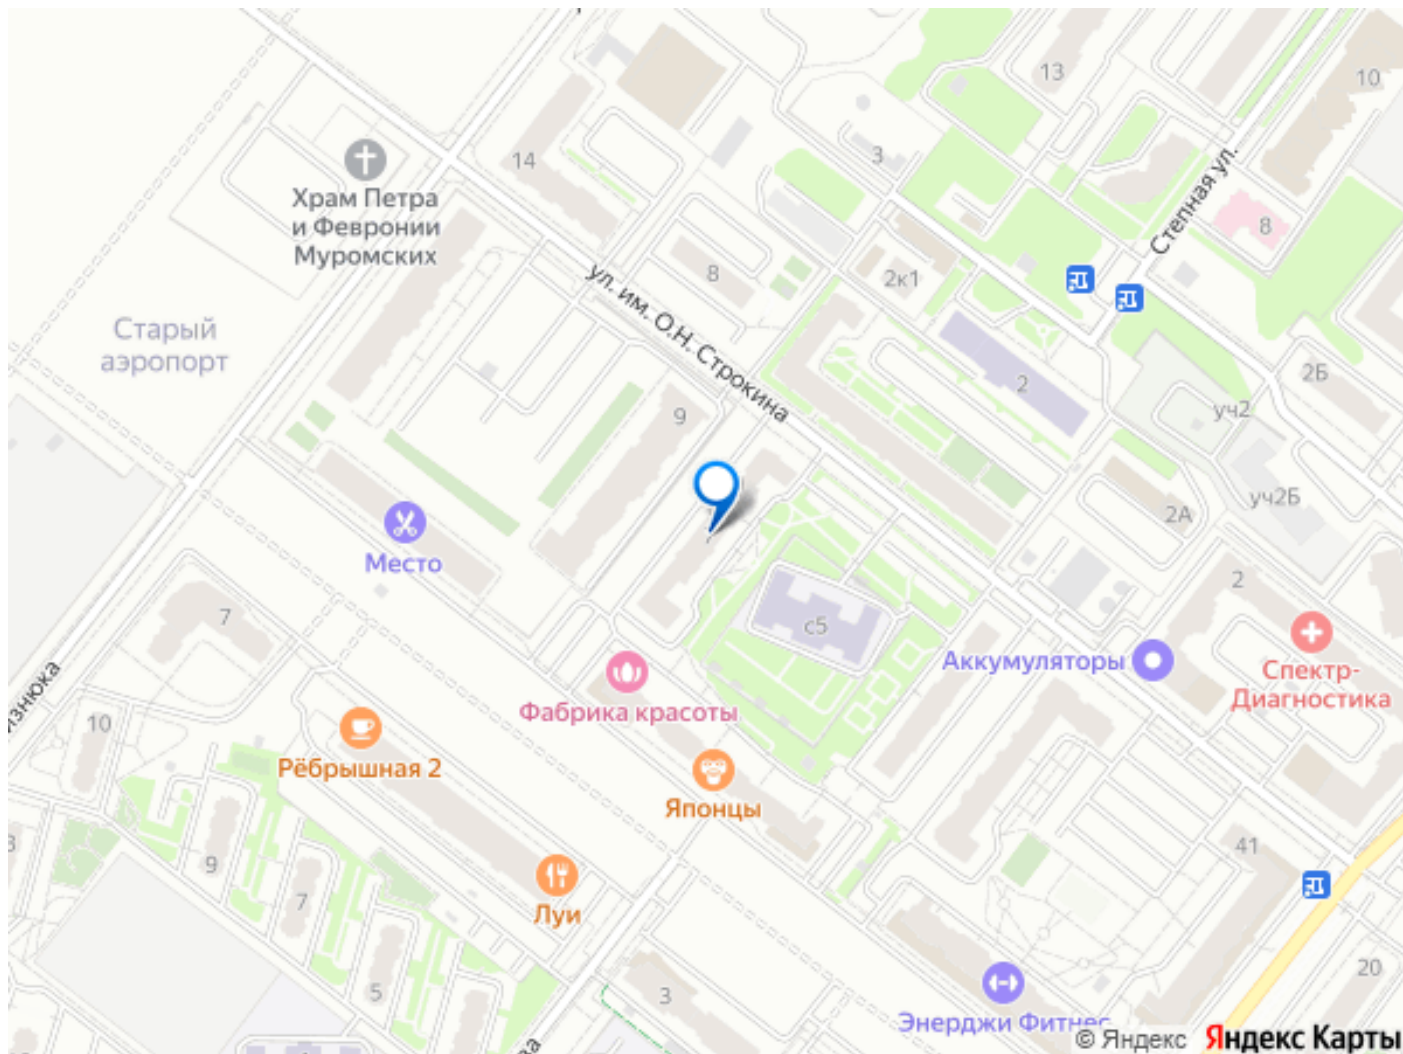 13
10
14
3
Храм Петра
и Февронии
Муромских
Степная ул.
8
8
2к1
ул. им. О.Н. Строкина
Старый
аэропорт
2
2Б
уч2
9
уч2Б
2А
Место
7
2
7
с5
Аккумуляторы
Спектр-
Диагностика
Фабрика красоты
10
Рёбрышная 2
Японцы
9
7
41
Луи
5
3
20
Энерджи Фитнес
© Яндекс
Яндекс Карты